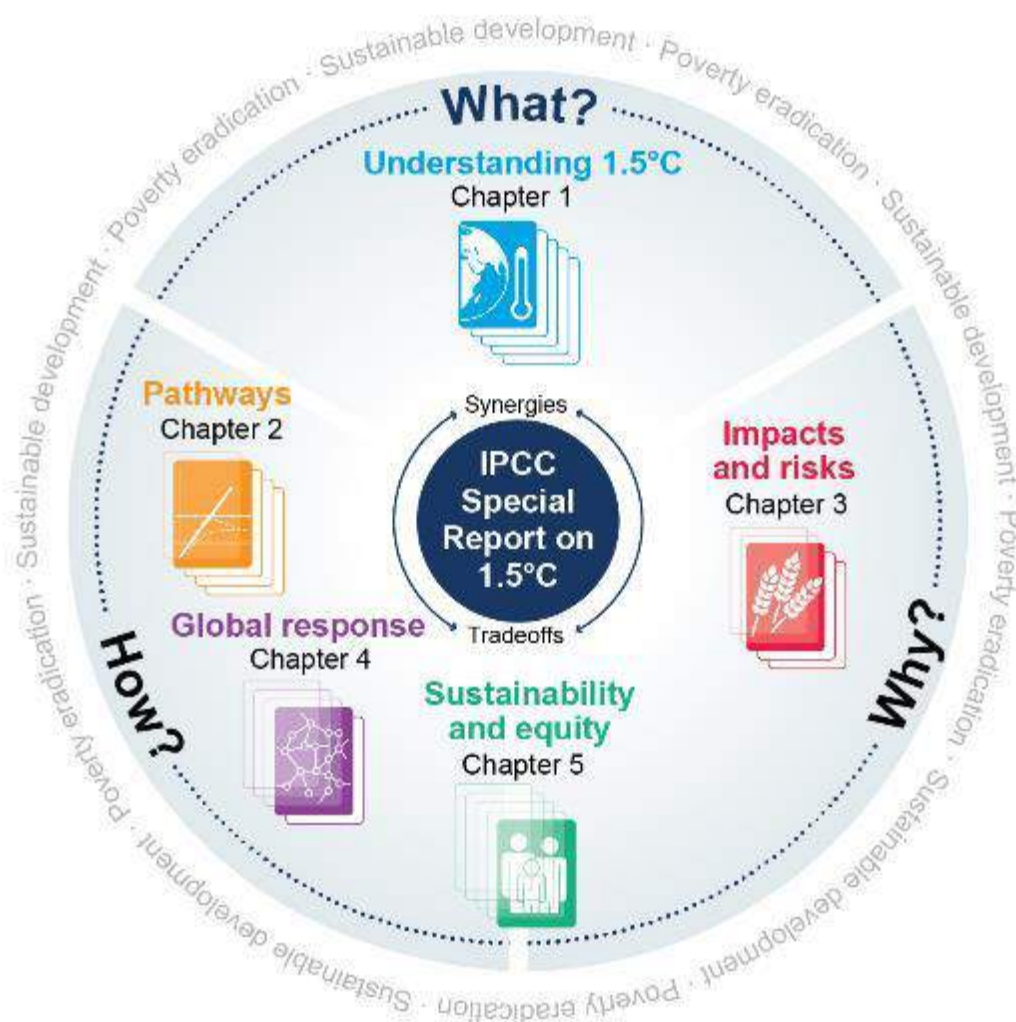 Sustainable development · Poverty eradication · Sustainable development · Poverty eradication · Sustainable development · Poverty eradication · Sustainable development · Poverty eradication · Sustainable development · Poverty eradication · Sustainable development · Poverty eradication ·
What?
Understanding 1.5°C
Chapter 1
Pathways
Chapter 2
Synergies
IPCC
Special
Report on
1.5°C
Tradeoffs
Impacts
and risks
Chapter 3
Global response
Chapter 4
How?
Why?
Sustainability
and equity
Chapter 5